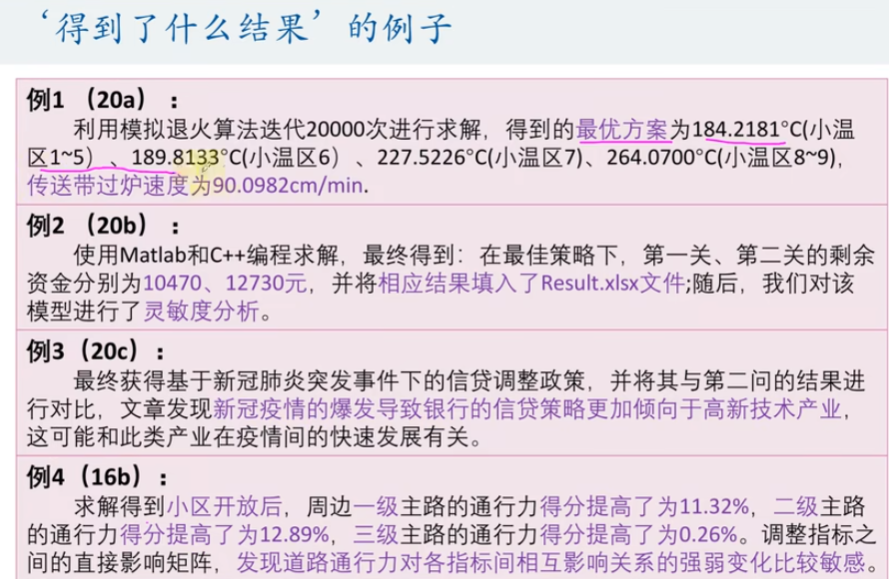 ‘得到了什么结果’的例子
例1 （20a）：
利用模拟退火算法迭代20000次进行求解，得到的最优方案为184.2181°C(小温
区1~5）、189.8133°C(小温区6）、227.5226°C(小温区7)、264.0700°C(小温区8~9)，
传送带过炉速度为90.0982cm/min.
例2 （20b）：
使用Matlab和C++编程求解，最终得到：在最佳策略下，第一关、第二关的剩余
资金分别为10470、12730元，并将相应结果填入了Result.xlsx文件;随后，我们对该
模型进行了灵敏度分析。
例3 （20c）：
最终获得基于新冠肺炎突发事件下的信贷调整政策，并将其与第二问的结果进
行对比，文章发现新冠疫情的爆发导致银行的信贷策略更加倾向于高新技术产业，
这可能和此类产业在疫情间的快速发展有关。
例4（16b）：
求解得到小区开放后，周边一级主路的通行力得分提高了为11.32%，二级主路
的通行力得分提高了为12.89%，三级主路的通行力得分提高了为0.26%。调整指标之
间的直接影响矩阵，发现道路通行力对各指标间相互影响关系的强弱变化比较敏感。